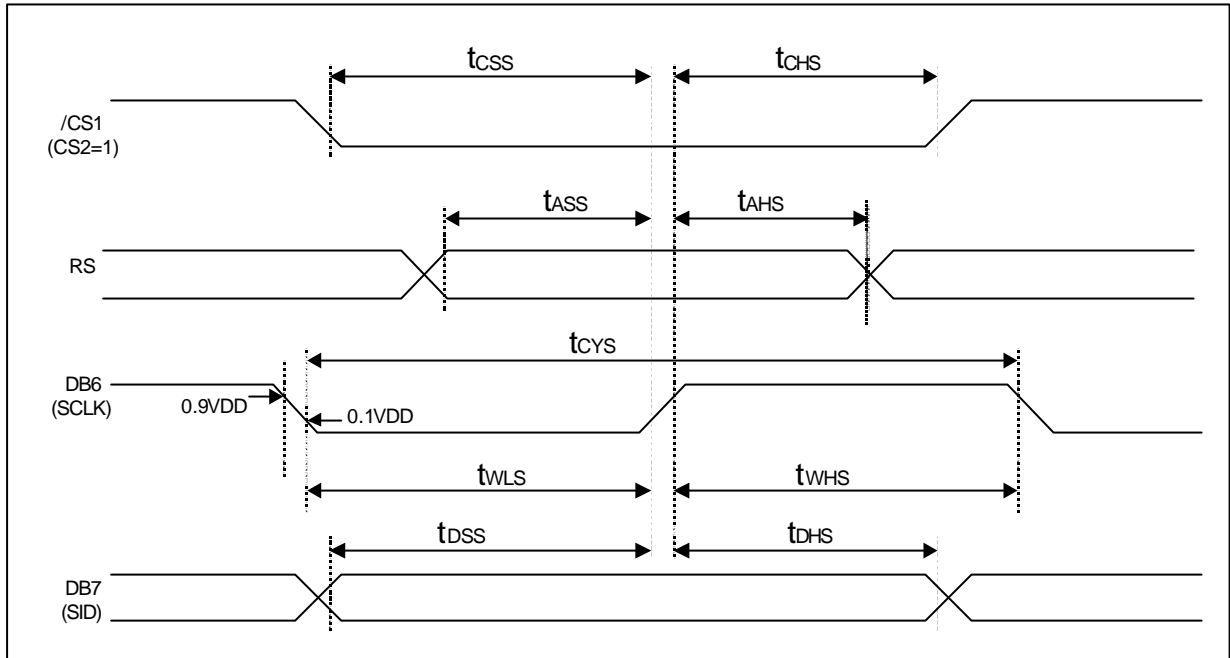 tCSS
tCHS
/CS1
(CS2=1)
tASS
tAHS
RS
tCYS
DB6
(SCLK)
0.9VDD
0.1VDD
tWLS
tWHS
tDSS
tDHS
DB7
(SID)